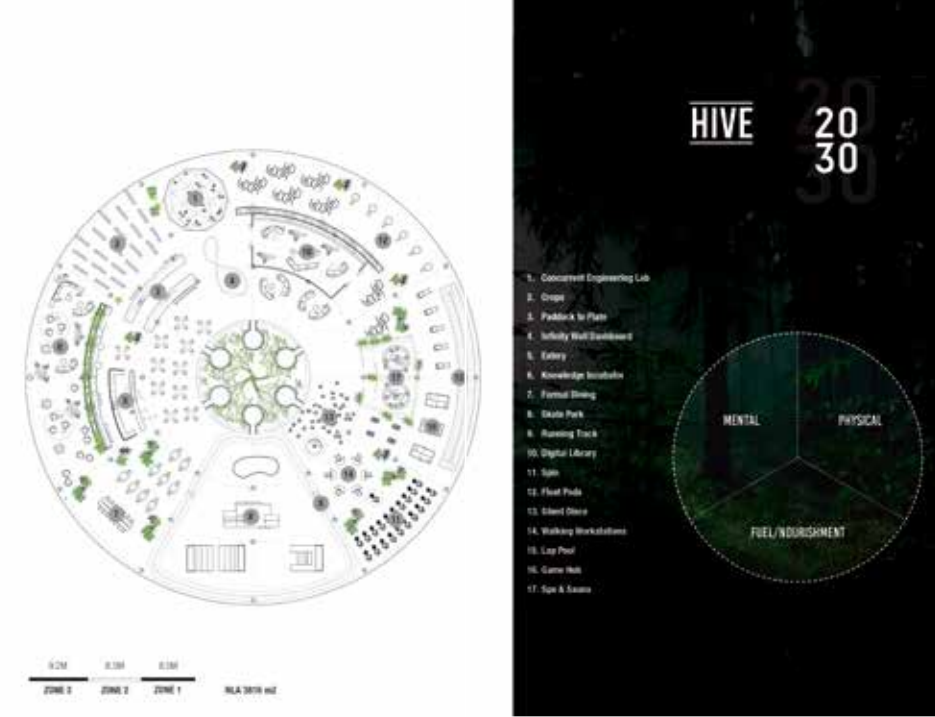 HIVE
20
30
1. Concurrent Engineering Lab
2. Crops
3. Paddock to Plate
4. Infinity Wall Dashboard
5. Eatery
6. Knowledge Incubator
7. Formal Dining
8. Skate Park
9. Running Track
10. Digital Library
11. Spin
12. Float Pods
13. Silent Disco
14. Walking Workstations
15. Lap Pool
16. Game Hub
17. Spa & Sauna
MENTAL
PHYSICAL
FUEL/NOURISHMENT
ZONE 3
ZONE 2
ZONE 1
NLA